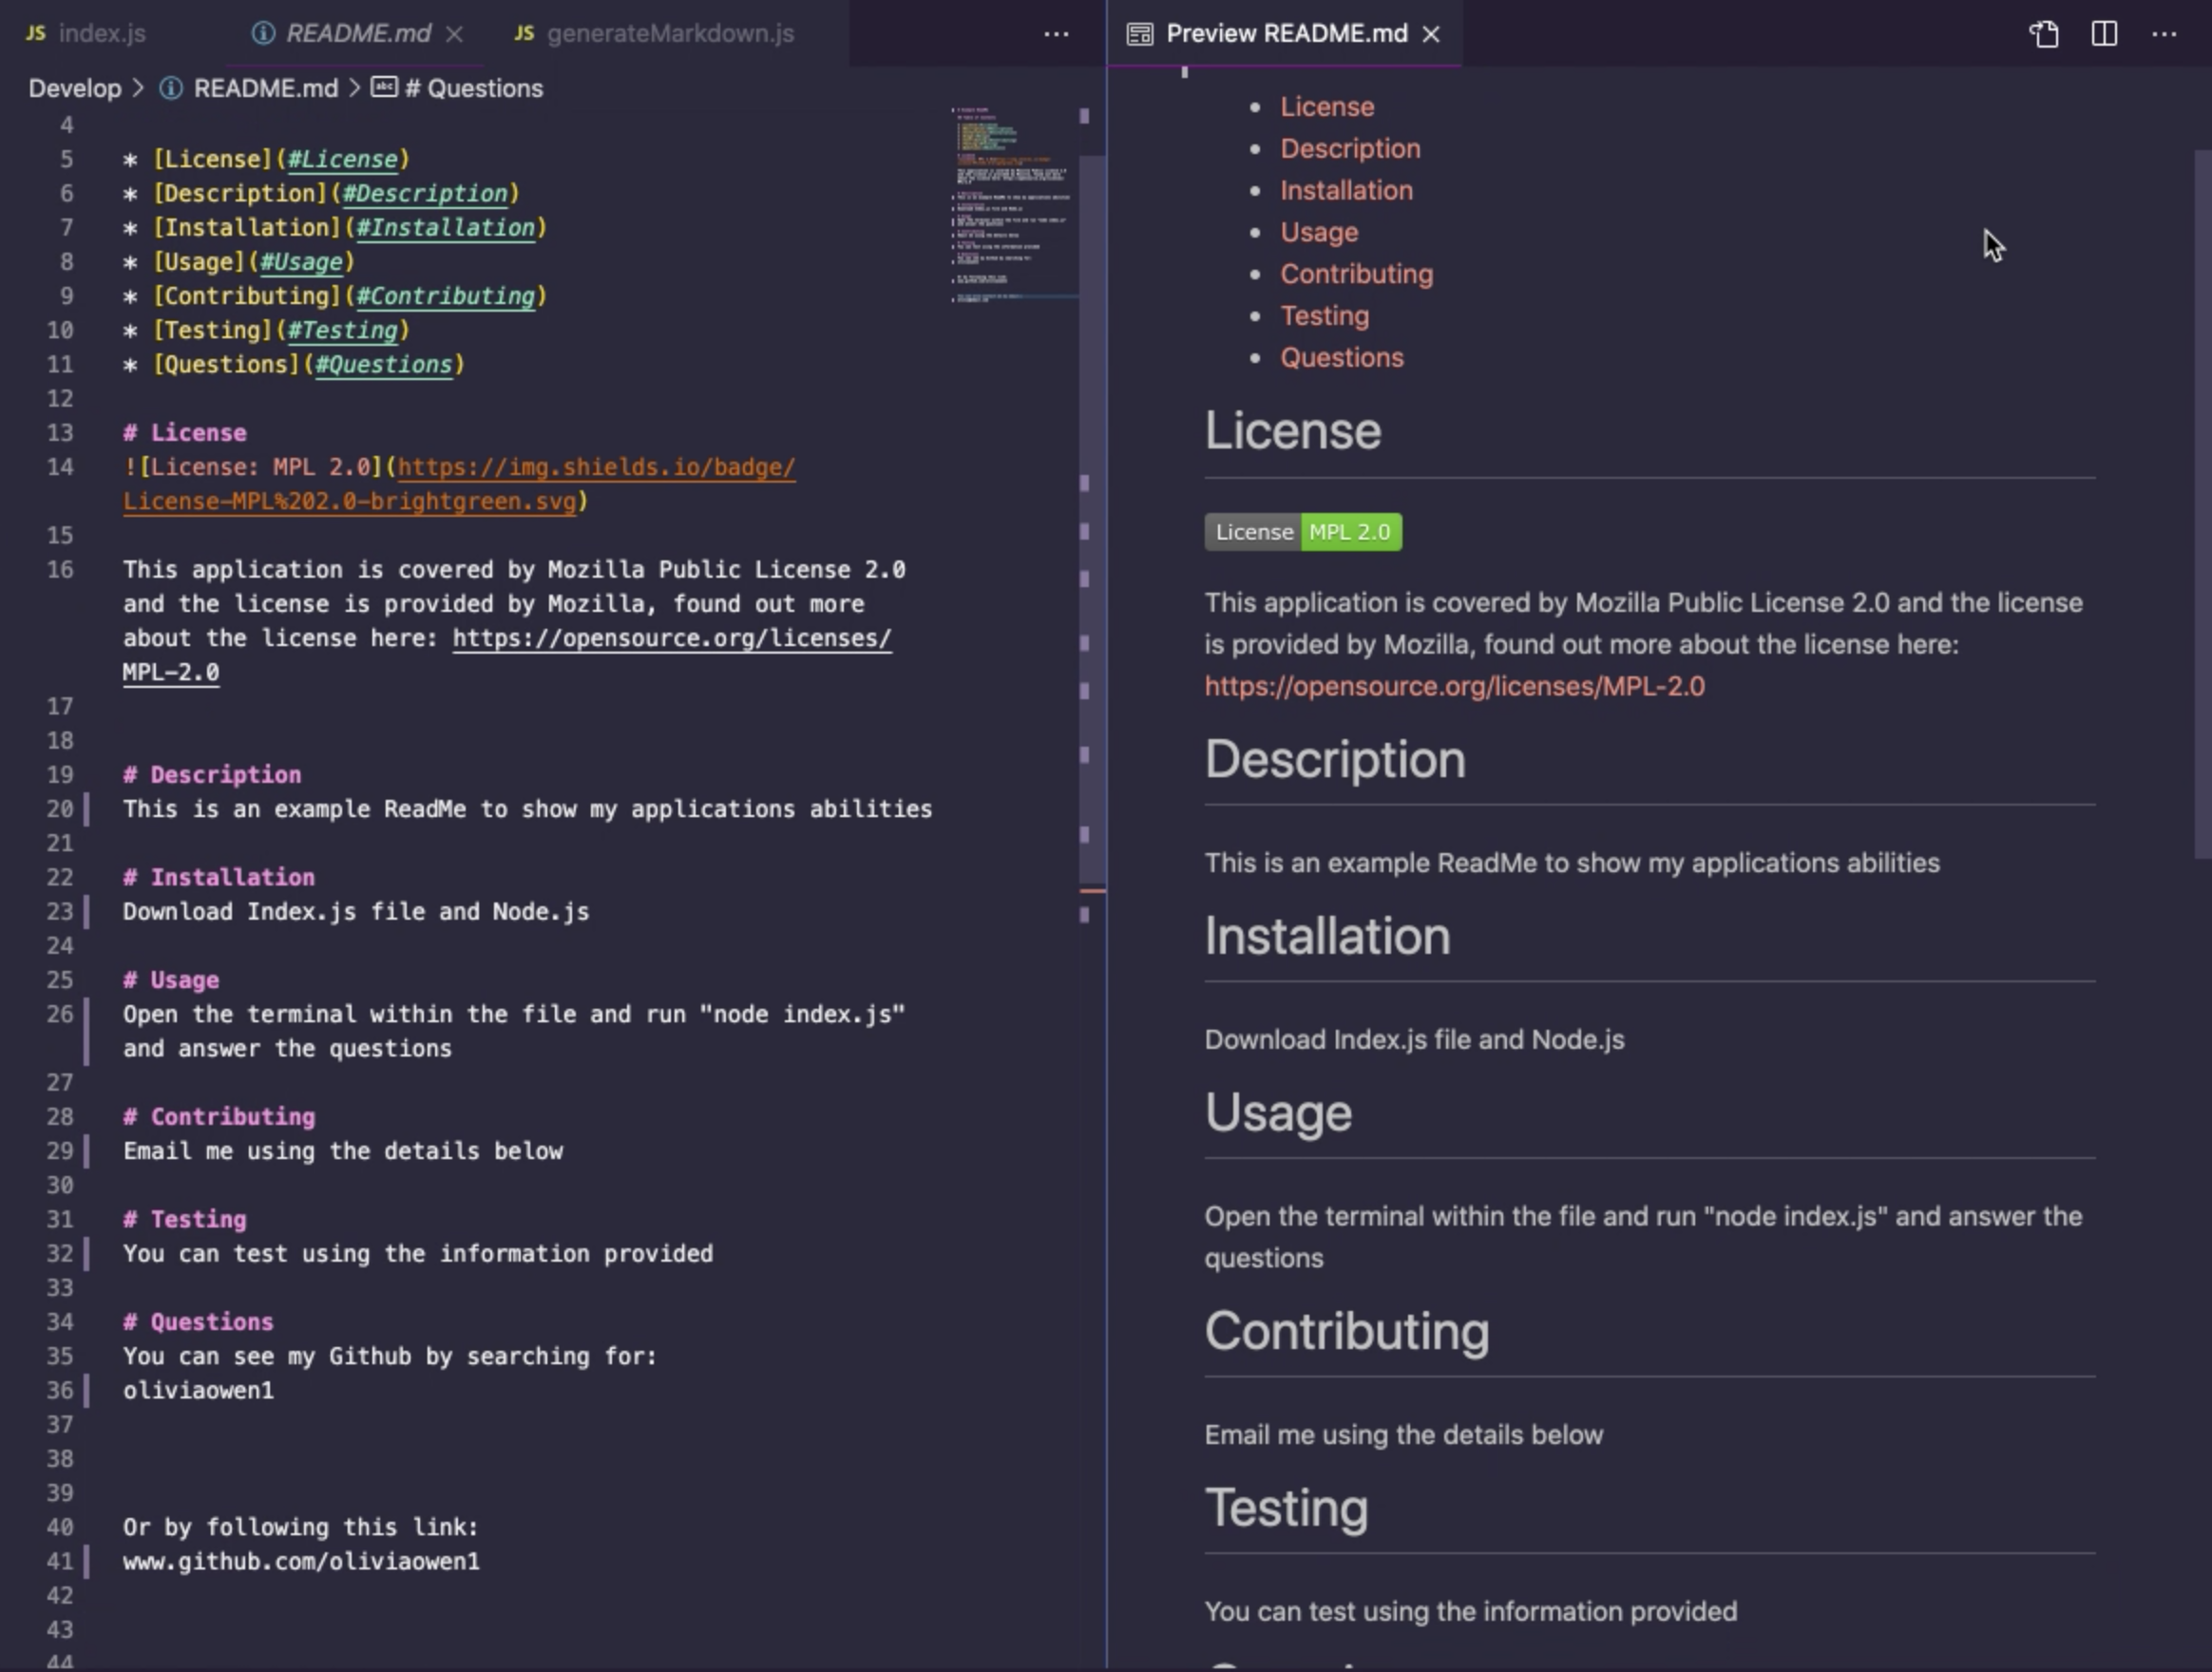 JS index.js
README.md
JS generateMarkdown.js
Develop > README.md > # Questions
4
5 * [License](#License)
6 * [Description](#Description)
7 * [Installation](#Installation)
8 * [Usage](#Usage)
9 * [Contributing](#Contributing)
10 * [Testing](#Testing)
11 * [Questions](#Questions)
12
13 # License
14 ![License: MPL 2.0](https://img.shields.io/badge/
License-MPL%202.0-brightgreen.svg)
15
16 This application is covered by Mozilla Public License 2.0
and the license is provided by Mozilla, found out more
about the license here: https://opensource.org/licenses/
MPL-2.0
17
18
19 # Description
20 This is an example ReadMe to show my applications abilities
21
22 # Installation
23 Download Index.js file and Node.js
24
25 # Usage
26 Open the terminal within the file and run "node index.js"
and answer the questions
27
28 # Contributing
29 Email me using the details below
30
31 # Testing
32 You can test using the information provided
33
34 # Questions
35 You can see my Github by searching for:
36 oliviaowen1
37
38
39
40 Or by following this link:
41 www.github.com/oliviaowen1
42
43
44
Preview README.md
• License
• Description
• Installation
• Usage
• Contributing
• Testing
• Questions
License
License MPL 2.0
This application is covered by Mozilla Public License 2.0 and the license
is provided by Mozilla, found out more about the license here:
https://opensource.org/licenses/MPL-2.0
Description
This is an example ReadMe to show my applications abilities
Installation
Download Index.js file and Node.js
Usage
Open the terminal within the file and run "node index.js" and answer the
questions
Contributing
Email me using the details below
Testing
You can test using the information provided